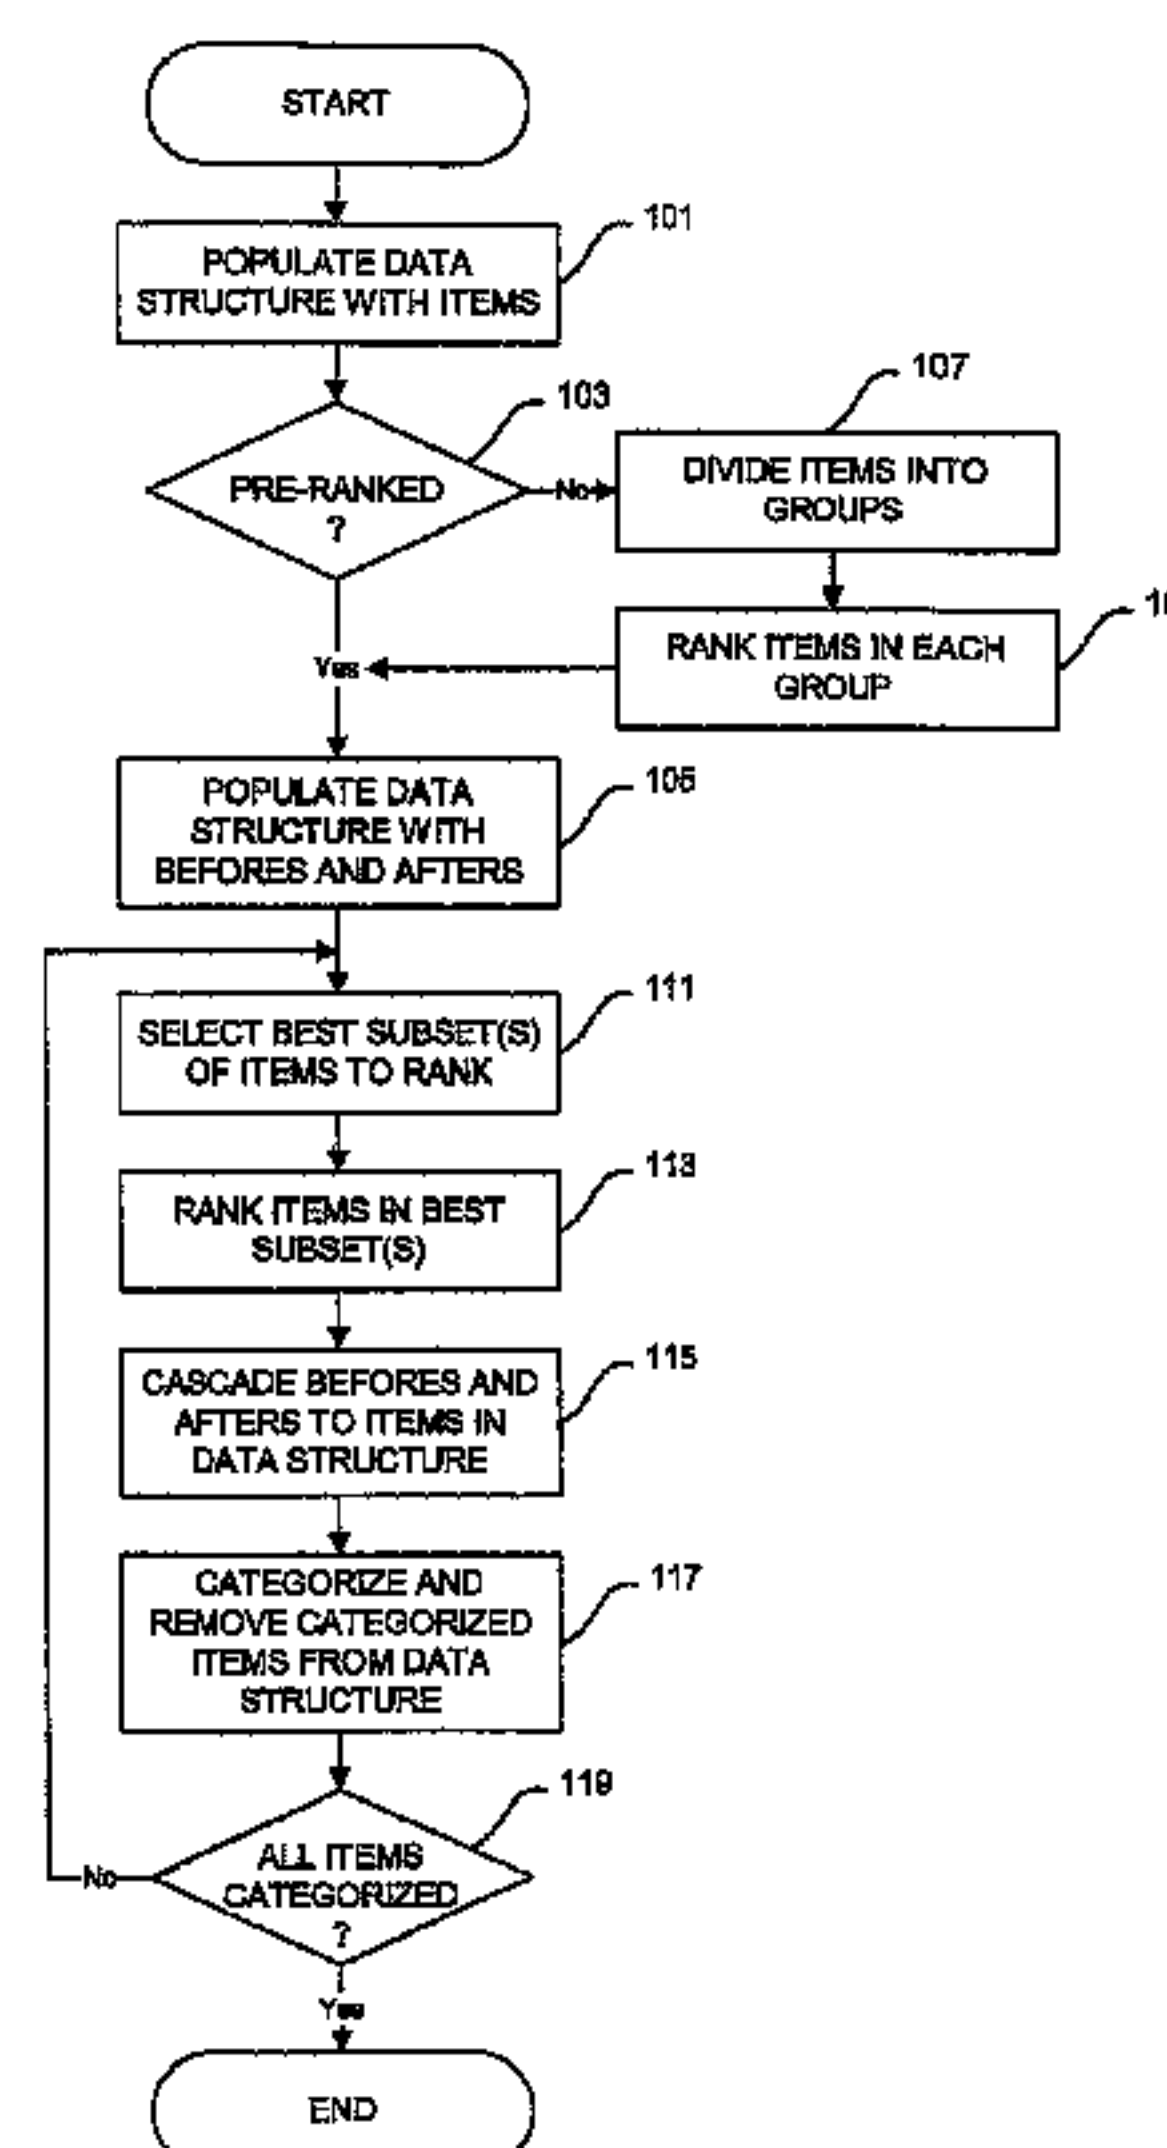 START
101
POPULATE DATA
STRUCTURE WITH ITEMS
103
PRE-RANKED
?
No
107
DIVIDE ITEMS INTO
GROUPS
RANK ITEMS IN EACH
GROUP
Yes
105
POPULATE DATA
STRUCTURE WITH
BEFORES AND AFTERS
111
SELECT BEST SUBSET(S)
OF ITEMS TO RANK
113
RANK ITEMS IN BEST
SUBSET(S)
115
CASCADE BEFORES AND
AFTERS TO ITEMS IN
DATA STRUCTURE
117
CATEGORIZE AND
REMOVE CATEGORIZED
ITEMS FROM DATA
STRUCTURE
119
ALL ITEMS
CATEGORIZED
?
No
Yes
END